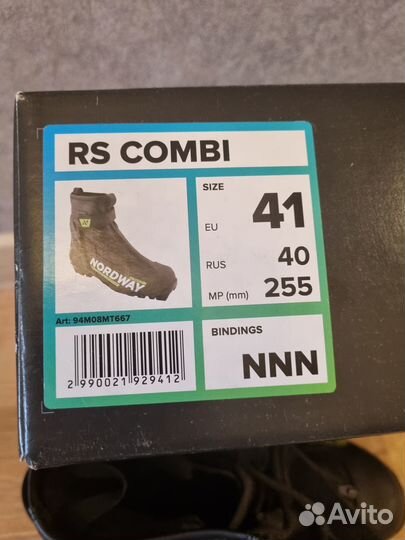 RS COMBI
NORDWAY
Art: 94M08MT667
2 990021 929412
SIZE
EU 41
RUS 40
MP (mm) 255
BINDINGS
NNN
Avito